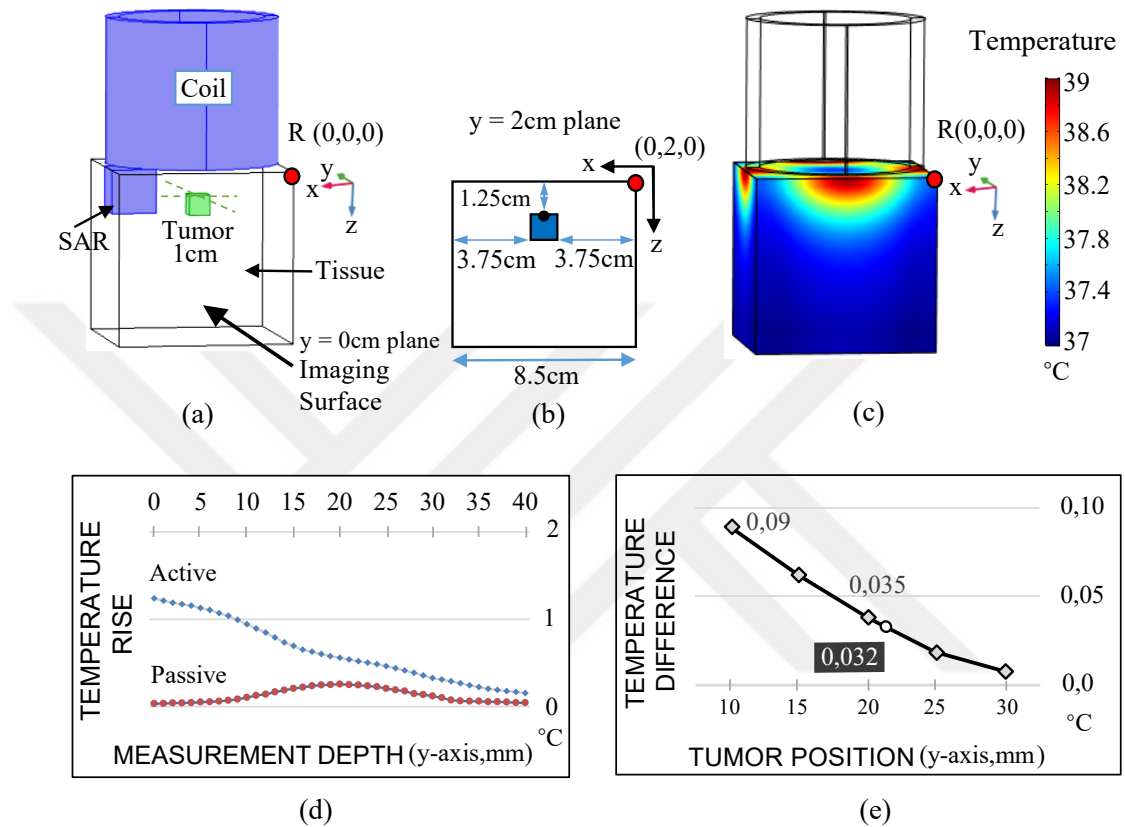 Coil
R (0,0,0)
y
x
z
SAR
Tumor
1cm
Tissue
y = 0cm plane
Imaging
Surface
(a)
y = 2cm plane
(0,2,0)
x
1.25cm
z
3.75cm
3.75cm
8.5cm
(b)
Temperature
39
38.6
38.2
37.8
37.4
37
°C
R(0,0,0)
y
x
z
(c)
0 5 10 15 20 25 30 35 40
2
1
0
°C
TEMPERATURE
RISE
Active
Passive
MEASUREMENT DEPTH (y-axis,mm)
(d)
TEMPERATURE
DIFFERENCE
0,10
0,05
0,0
°C
0,09
0,035
0,032
10 15 20 25 30
TUMOR POSITION (y-axis,mm)
(e)